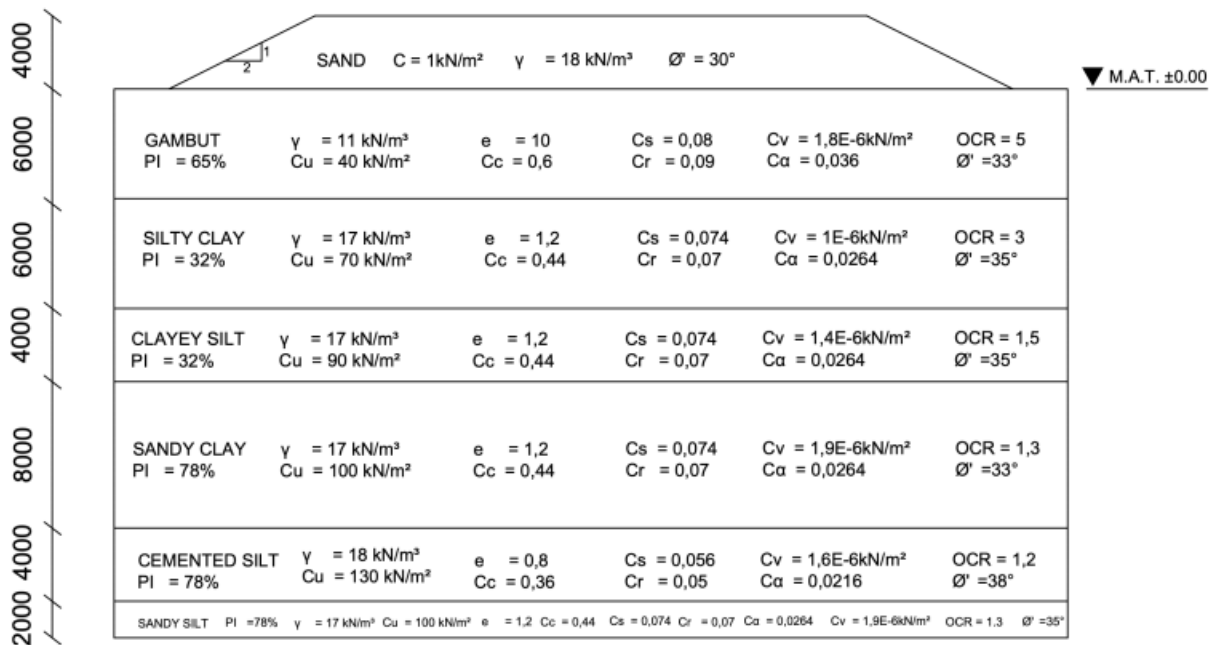 4000
1
2
SAND C = 1kN/m² γ = 18 kN/m³ Ø' = 30°
M.A.T. ±0.00
6000
GAMBUT γ = 11 kN/m³ e = 10 Cs = 0,08 Cv = 1,8E-6kN/m² OCR = 5
PI = 65% Cu = 40 kN/m² Cc = 0,6 Cr = 0,09 Cα = 0,036 Ø' =33°
6000
SILTY CLAY γ = 17 kN/m³ e = 1,2 Cs = 0,074 Cv = 1E-6kN/m² OCR = 3
PI = 32% Cu = 70 kN/m² Cc = 0,44 Cr = 0,07 Cα = 0,0264 Ø' =35°
4000
CLAYEY SILT γ = 17 kN/m³ e = 1,2 Cs = 0,074 Cv = 1,4E-6kN/m² OCR = 1,5
PI = 32% Cu = 90 kN/m² Cc = 0,44 Cr = 0,07 Cα = 0,0264 Ø' =35°
8000
SANDY CLAY γ = 17 kN/m³ e = 1,2 Cs = 0,074 Cv = 1,9E-6kN/m² OCR = 1,3
PI = 78% Cu = 100 kN/m² Cc = 0,44 Cr = 0,07 Cα = 0,0264 Ø' =33°
4000
CEMENTED SILT γ = 18 kN/m³ e = 0,8 Cs = 0,056 Cv = 1,6E-6kN/m² OCR = 1,2
PI = 78% Cu = 130 kN/m² Cc = 0,36 Cr = 0,05 Cα = 0,0216 Ø' =38°
2000
SANDY SILT PI =78% γ = 17 kN/m³ Cu = 100 kN/m² e = 1,2 Cc = 0,44 Cs = 0,074 Cr = 0,07 Cα = 0,0264 Cv = 1,9E-6kN/m² OCR = 1.3 Ø' =35°